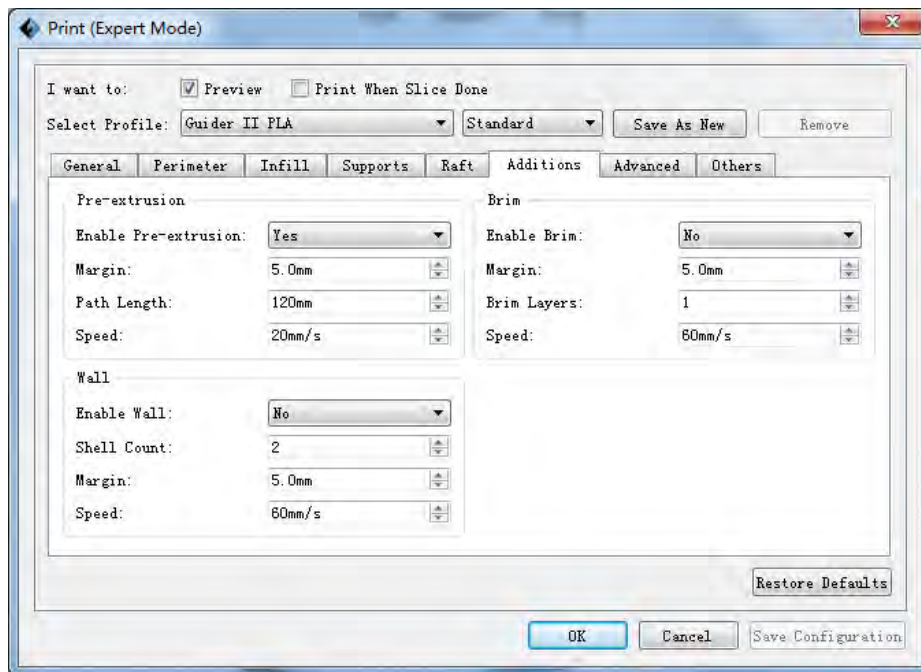 Print (Expert Mode)
I want to: Preview Print When Slice Done
Select Profile: Guider II PLA Standard Save As New Remove
General Perimeter Infill Supports Raft Additions Advanced Others
Pre-extrusion
Enable Pre-extrusion: Yes
Margin: 5.0mm
Path Length: 120mm
Speed: 20mm/s
Brim
Enable Brim: No
Margin: 5.0mm
Brim Layers: 1
Speed: 60mm/s
Wall
Enable Wall: No
Shell Count: 2
Margin: 5.0mm
Speed: 60mm/s
Restore Defaults
OK Cancel Save Configuration